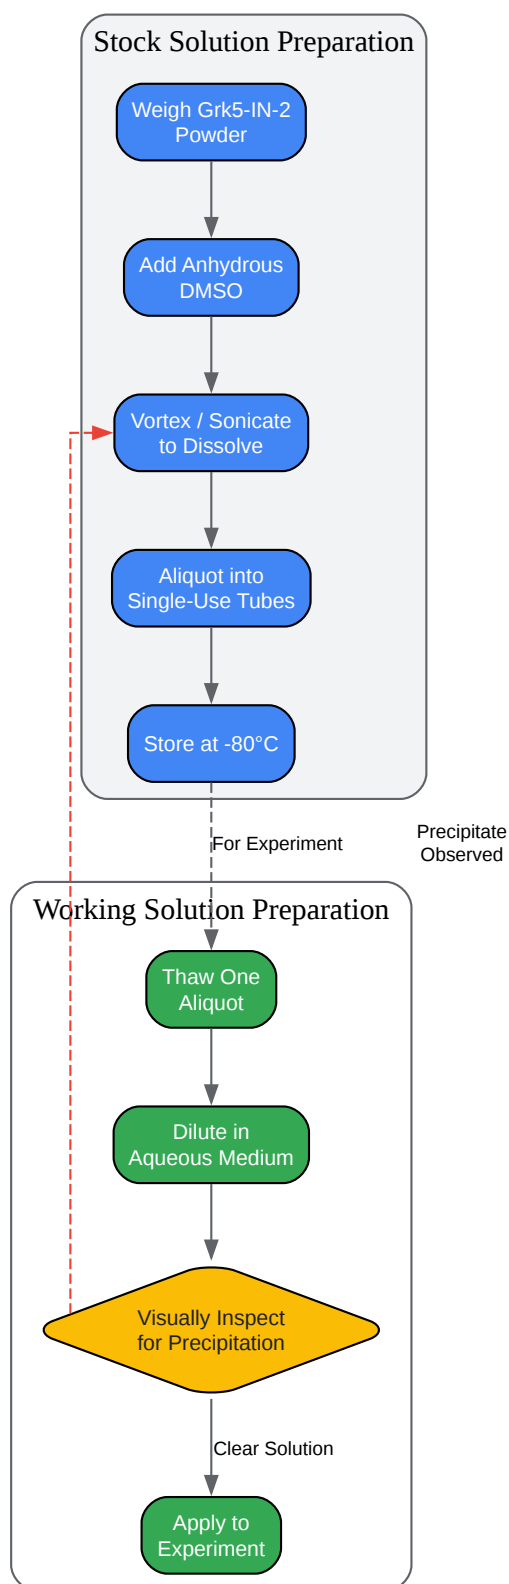 Stock Solution Preparation
Weigh Grk5-IN-2
Powder
Add Anhydrous
DMSO
Vortex / Sonicate
to Dissolve
Aliquot into
Single-Use Tubes
Store at -80°C
For Experiment
Precipitate
Observed
Working Solution Preparation
Thaw One
Aliquot
Dilute in
Aqueous Medium
Visually Inspect
for Precipitation
Clear Solution
Apply to
Experiment